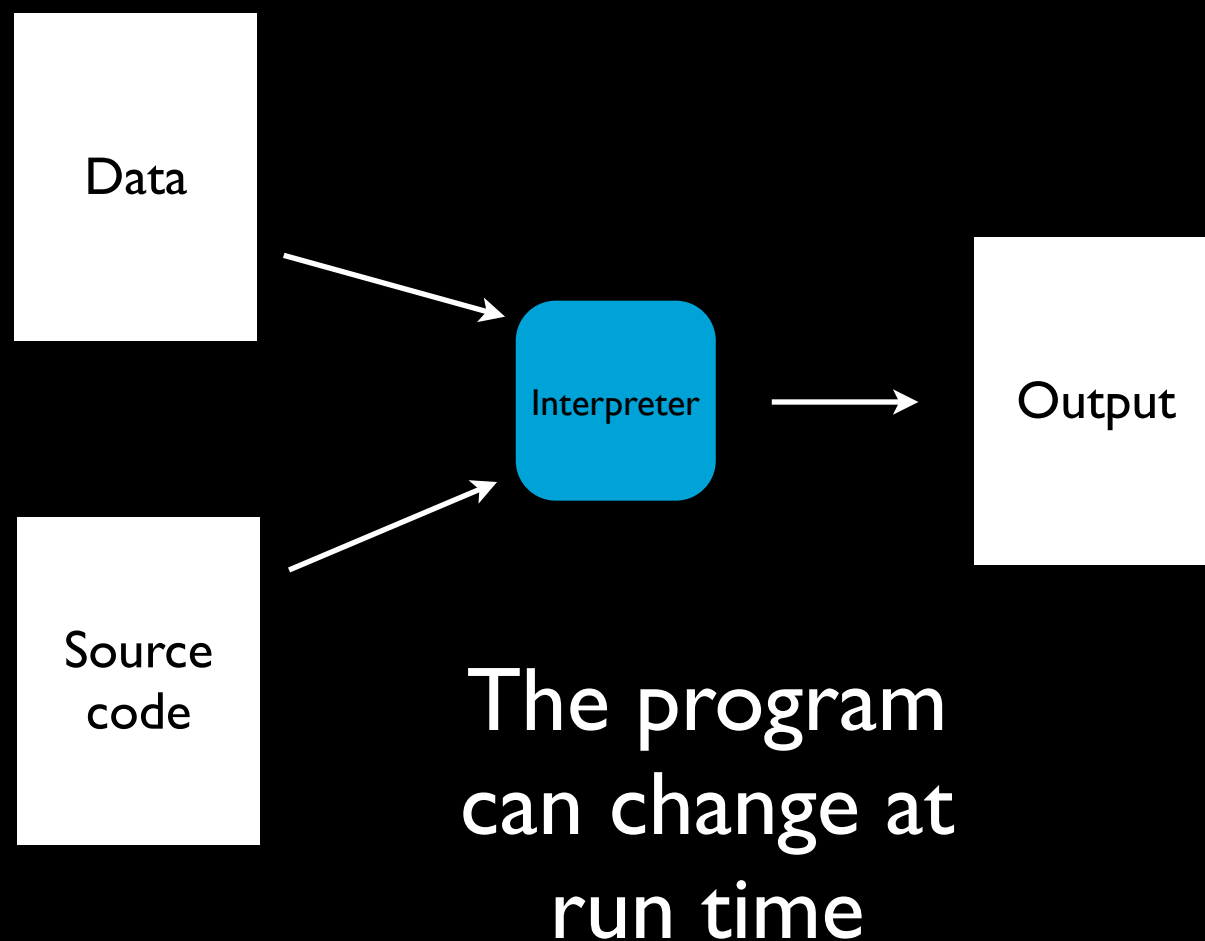 Data
Interpreter
Output
Source
code
The program
can change at
run time